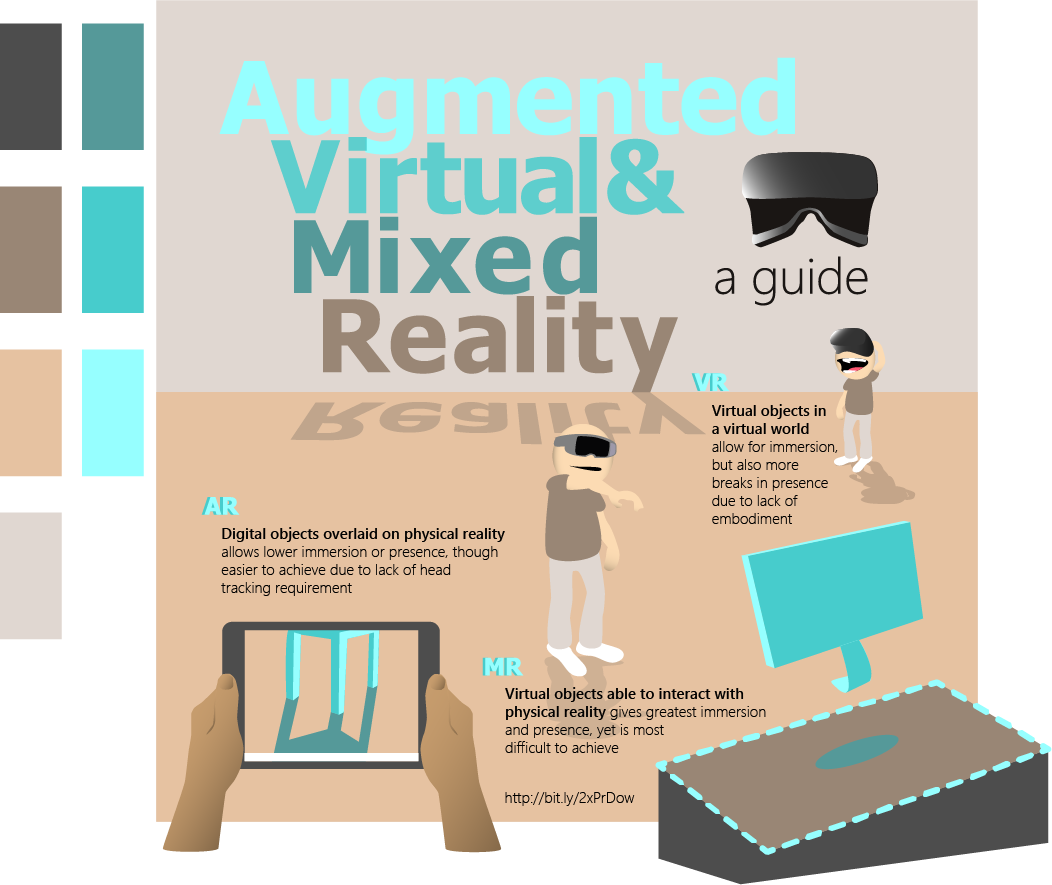 Augmented
Virtual&
Mixed
Reality
Reality
a guide
VR
Virtual objects in
a virtual world
allow for immersion,
but also more
breaks in presence
due to lack of
embodiment
AR
Digital objects overlaid on physical reality
allows lower immersion or presence, though
easier to achieve due to lack of head
tracking requirement
MR
Virtual objects able to interact with
physical reality gives greatest immersion
and presence, yet is most
difficult to achieve
http://bit.ly/2xPrDow